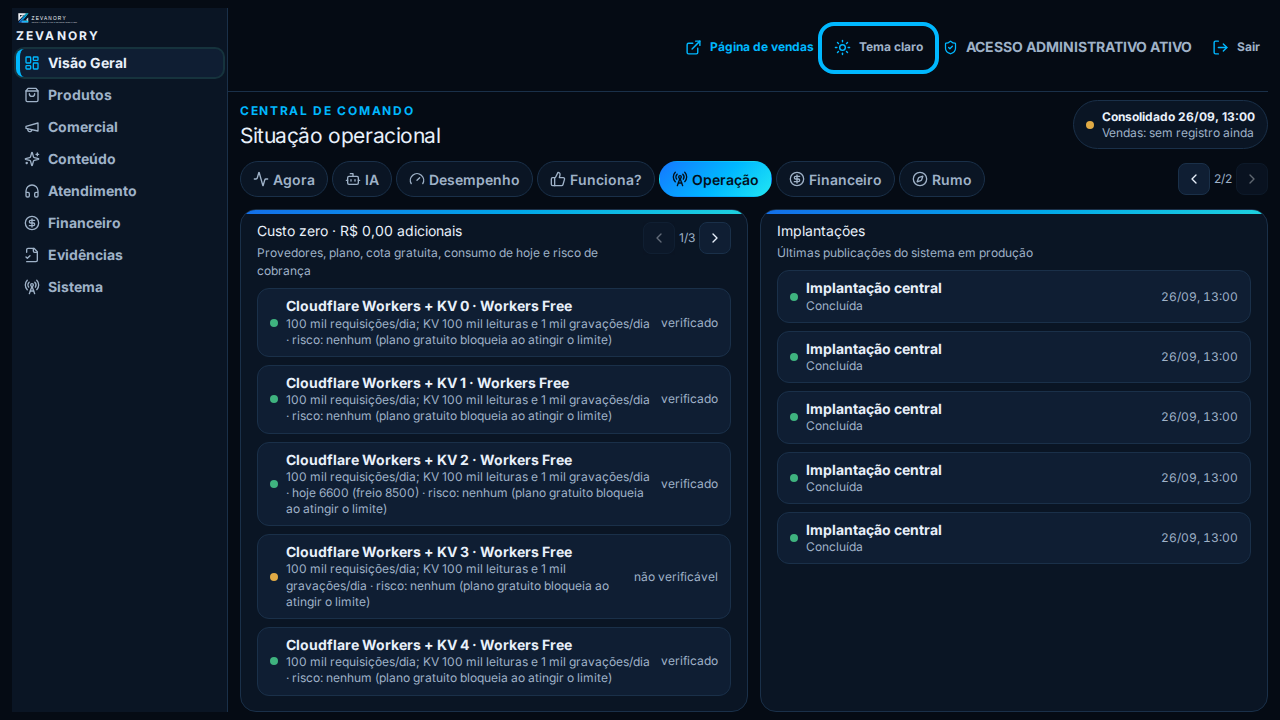 ZEVANORY
ZEVANORY
Visão Geral
Produtos
Comercial
Conteúdo
Atendimento
Financeiro
Evidências
Sistema
Página de vendas
Tema claro
ACESSO ADMINISTRATIVO ATIVO
Sair
CENTRAL DE COMANDO
Situação operacional
Consolidado 26/09, 13:00
Vendas: sem registro ainda
Agora
IA
Desempenho
Funciona?
Operação
Financeiro
Rumo
2/2
Custo zero · R$ 0,00 adicionais
Provedores, plano, cota gratuita, consumo de hoje e risco de
cobrança
1/3
Cloudflare Workers + KV 0 · Workers Free
100 mil requisições/dia; KV 100 mil leituras e 1 mil gravações/dia
· risco: nenhum (plano gratuito bloqueia ao atingir o limite)
verificado
Cloudflare Workers + KV 1 · Workers Free
100 mil requisições/dia; KV 100 mil leituras e 1 mil gravações/dia
· risco: nenhum (plano gratuito bloqueia ao atingir o limite)
verificado
Cloudflare Workers + KV 2 · Workers Free
100 mil requisições/dia; KV 100 mil leituras e 1 mil gravações/dia
· hoje 6600 (freio 8500) · risco: nenhum (plano gratuito bloqueia
ao atingir o limite)
verificado
Cloudflare Workers + KV 3 · Workers Free
100 mil requisições/dia; KV 100 mil leituras e 1 mil
gravações/dia · risco: nenhum (plano gratuito bloqueia ao
atingir o limite)
não verificável
Cloudflare Workers + KV 4 · Workers Free
100 mil requisições/dia; KV 100 mil leituras e 1 mil gravações/dia
· risco: nenhum (plano gratuito bloqueia ao atingir o limite)
verificado
Implantações
Últimas publicações do sistema em produção
Implantação central
Concluída
26/09, 13:00
Implantação central
Concluída
26/09, 13:00
Implantação central
Concluída
26/09, 13:00
Implantação central
Concluída
26/09, 13:00
Implantação central
Concluída
26/09, 13:00